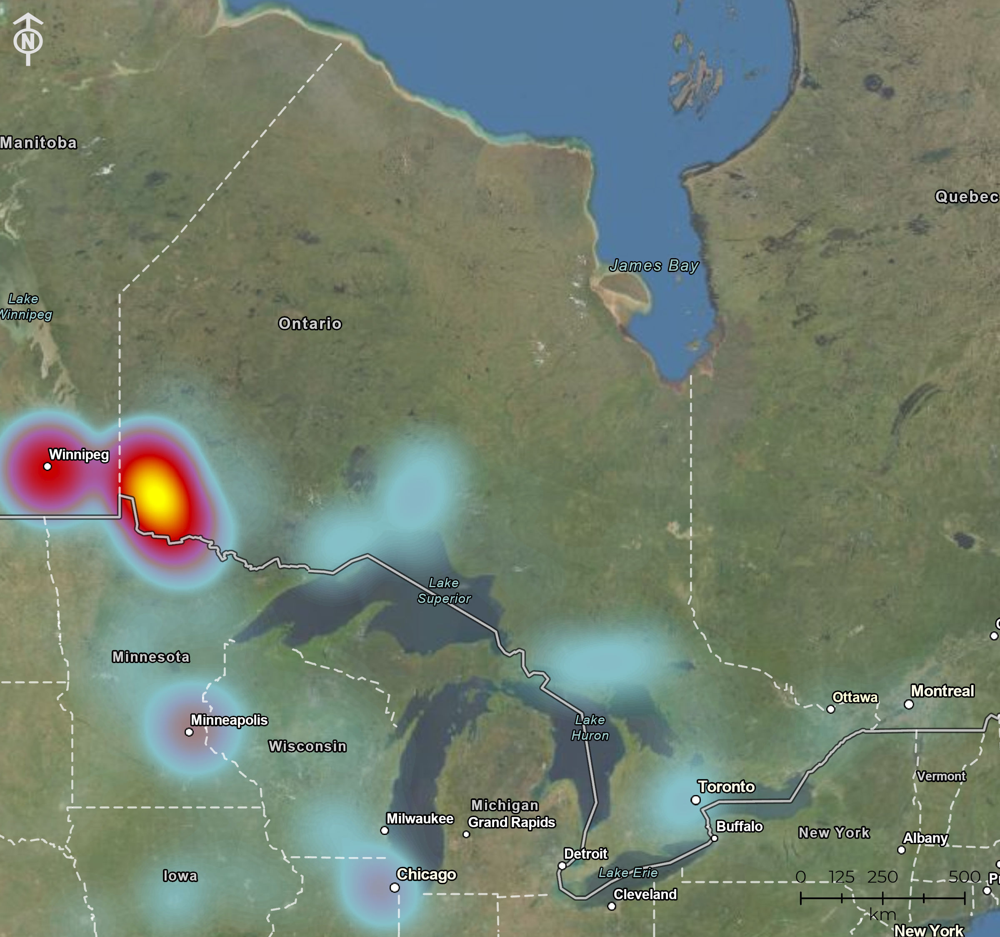 N
Manitoba
Quebec
James Bay
Lake
Winnipeg
Ontario
Winnipeg
Lake
Superior
Minnesota
Montreal
Ottawa
Minneapolis
Lake
Huron
Wisconsin
Vermont
Toronto
Michigan
Milwaukee
Grand Rapids
Buffalo
New York
Albany
Detroit
Lake Erie
Iowa
Chicago
0 125 250 500
Cleveland
km
New York